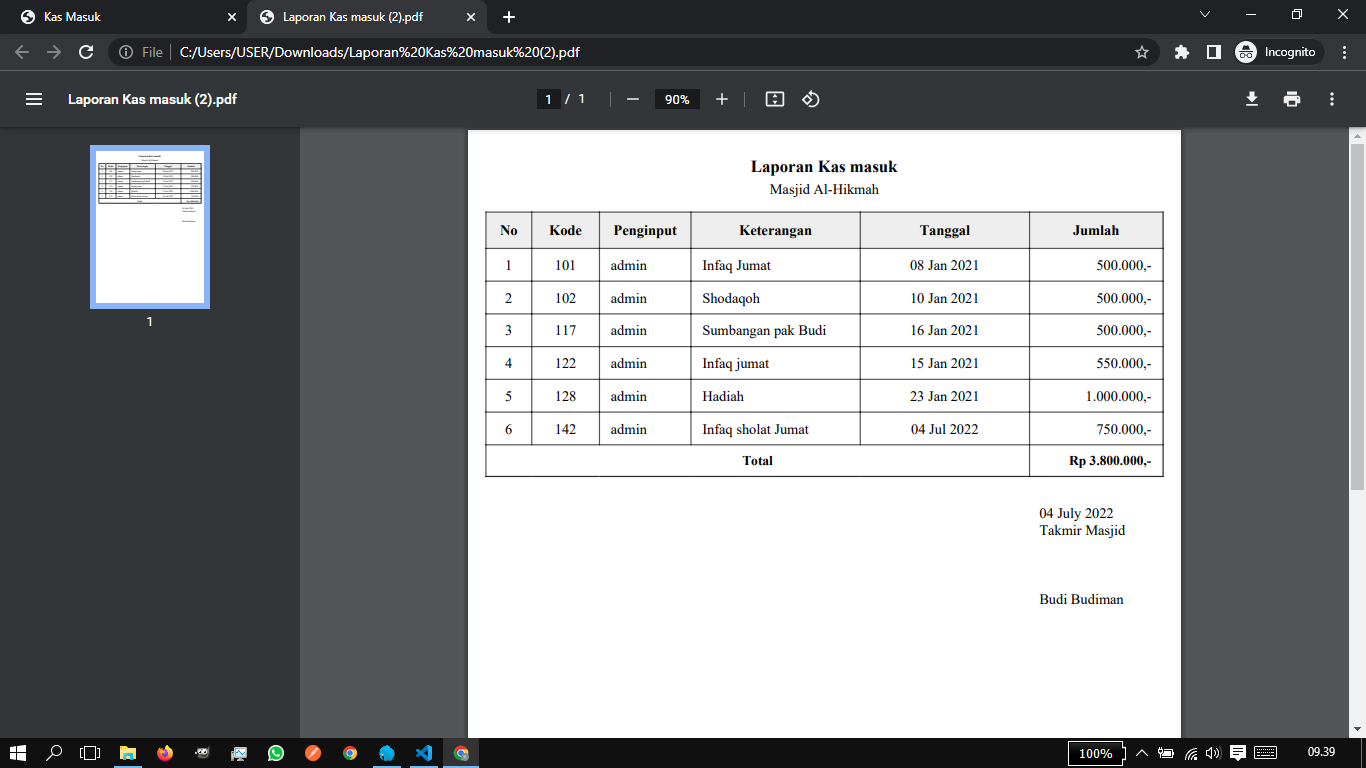 Kas Masuk
Laporan Kas masuk (2).pdf
File
C:/Users/USER/Downloads/Laporan%20Kas%20masuk%20(2).pdf
Incognito
Laporan Kas masuk (2).pdf
1 / 1
90%
1
Laporan Kas masuk
Masjid Al-Hikmah
No Kode Penginput Keterangan Tanggal Jumlah
1 101 admin Infaq Jumat 08 Jan 2021 500.000,-
2 102 admin Shodaqoh 10 Jan 2021 500.000,-
3 117 admin Sumbangan pak Budi 16 Jan 2021 500.000,-
4 122 admin Infaq jumat 15 Jan 2021 550.000,-
5 128 admin Hadiah 23 Jan 2021 1.000.000,-
6 142 admin Infaq sholat Jumat 04 Jul 2022 750.000,-
Total Rp 3.800.000,-
04 July 2022
Takmir Masjid
Budi Budiman
100%
09.39